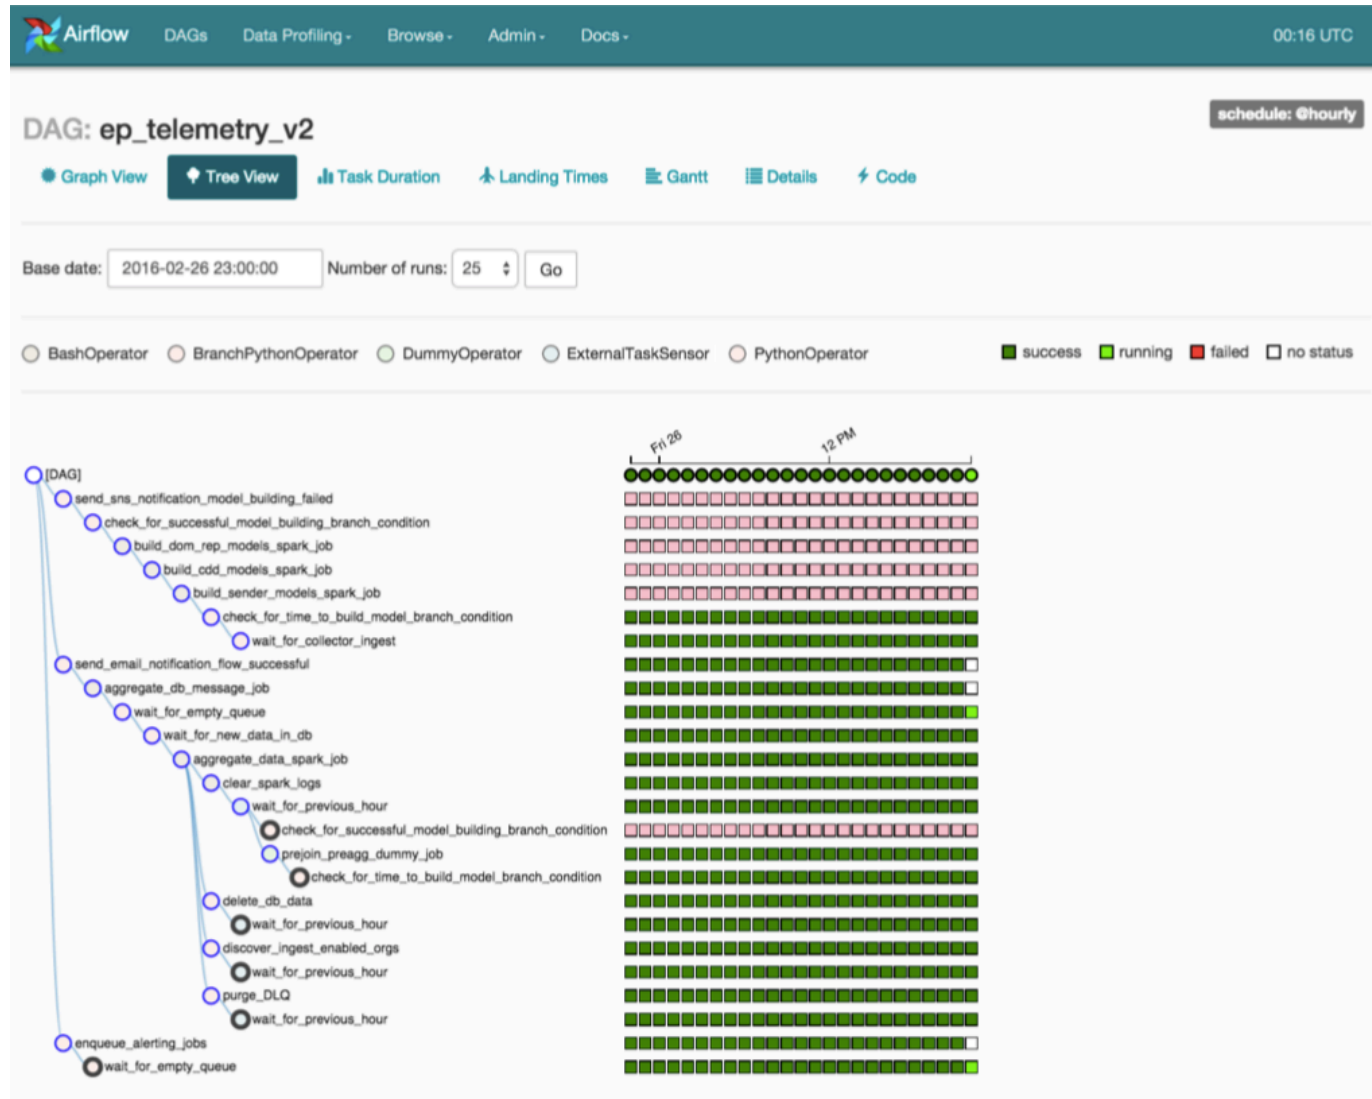 Airflow DAGs Data Profiling Browse Admin Docs 00:16 UTC
schedule: @hourly
DAG: ep_telemetry_v2
Graph View Tree View Task Duration Landing Times Gantt Details Code
Base date: 2016-02-26 23:00:00 Number of runs: 25 Go
BashOperator BranchPythonOperator DummyOperator ExternalTaskSensor PythonOperator success running failed no status
Fri 26 12 PM
[DAG]
send_sns_notification_model_building_failed
check_for_successful_model_building_branch_condition
build_dom_rep_models_spark_job
build_cdd_models_spark_job
build_sender_models_spark_job
check_for_time_to_build_model_branch_condition
wait_for_collector_ingest
send_email_notification_flow_successful
aggregate_db_message_job
wait_for_empty_queue
wait_for_new_data_in_db
aggregate_data_spark_job
clear_spark_logs
wait_for_previous_hour
check_for_successful_model_building_branch_condition
prejoin_preagg_dummy_job
check_for_time_to_build_model_branch_condition
delete_db_data
wait_for_previous_hour
discover_ingest_enabled_orgs
wait_for_previous_hour
purge_DLQ
wait_for_previous_hour
enqueue_alerting_jobs
wait_for_empty_queue